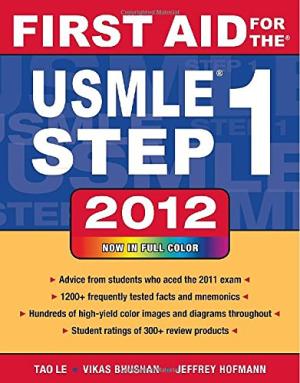 FIRST AID FOR THE®
USMLE®
STEP 1
2012
NOW IN FULL COLOR
▶ Advice from students who aced the 2011 exam ◀
▶ 1200+ frequently tested facts and mnemonics ◀
▶ Hundreds of high-yield color images and diagrams throughout ◀
▶ Student ratings of 300+ review products ◀
TAO LE • VIKAS BHUSHAN • JEFFREY HOFMANN